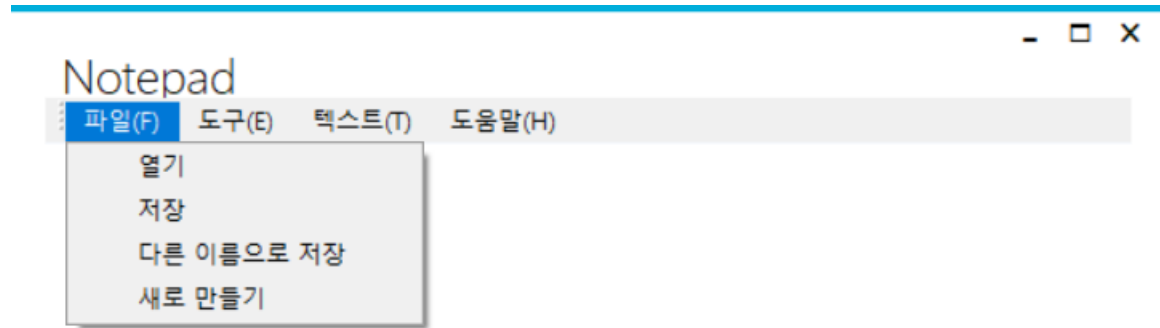 Notepad
파일(F) 도구(E) 텍스트(T) 도움말(H)
열기
저장
다른 이름으로 저장
새로 만들기